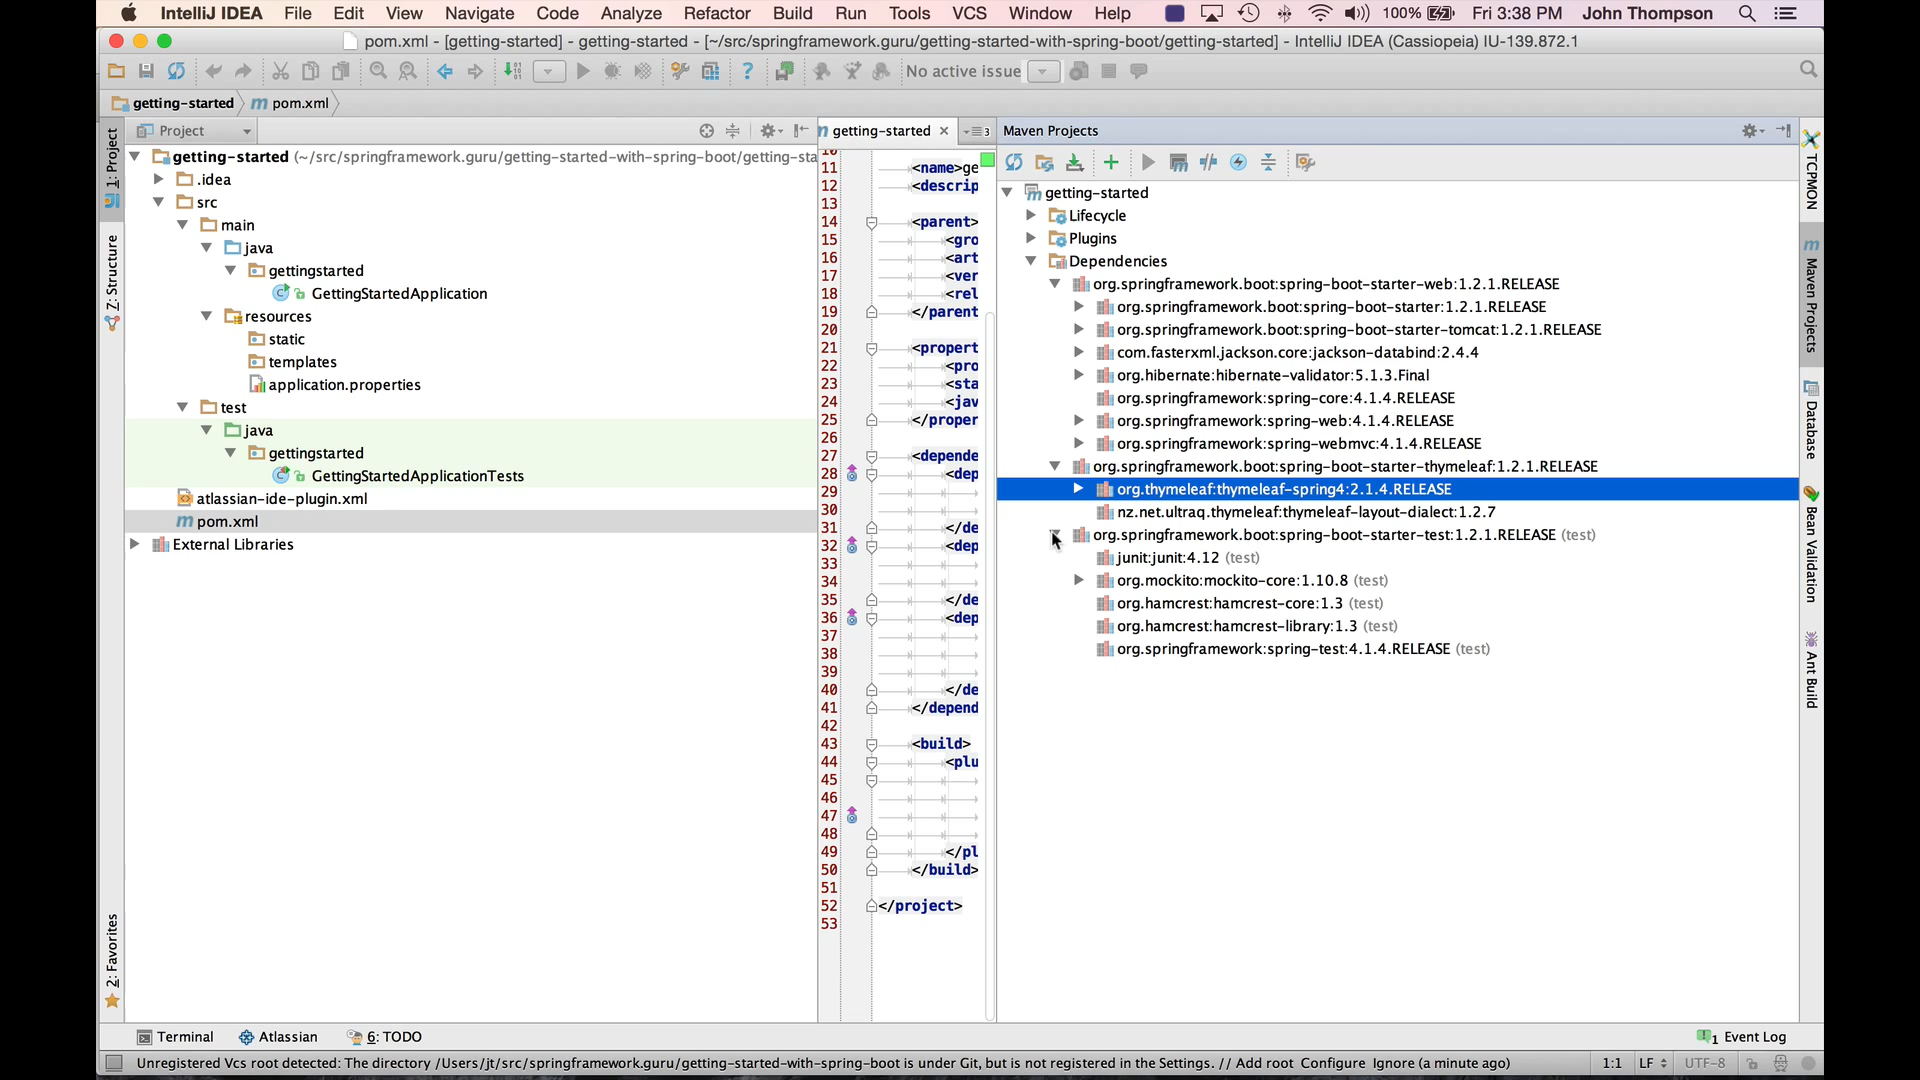 IntelliJ IDEA File Edit View Navigate Code Analyze Refactor Build Run Tools VCS Window Help 100% Fri 3:38 PM John Thompson
pom.xml - [getting-started] - getting-started - [~/src/springframework.guru/getting-started-with-spring-boot/getting-started] - IntelliJ IDEA (Cassiopeia) IU-139.872.1
No active issue
getting-started pom.xml
1: Project
Z: Structure
2: Favorites
Project
getting-started (~/src/springframework.guru/getting-started-with-spring-boot/getting-sta
.idea
src
main
java
gettingstarted
GettingStartedApplication
resources
static
templates
application.properties
test
java
gettingstarted
GettingStartedApplicationTests
atlassian-ide-plugin.xml
pom.xml
External Libraries
getting-started 3
11 <name>ge
12 <descrip
13
14 <parent>
15 <gro
16 <art
17 <ver
18 <rel
19 </parent
20
21 <propert
22 <pro
23 <sta
24 <jav
25 </proper
26
27 <depende
28 <dep
29
30
31 </de
32 <dep
33
34
35 </de
36 <dep
37
38
39
40 </de
41 </depend
42
43 <build>
44 <plu
45
46
47
48
49 </pl
50 </build>
51
52 </project>
53
Maven Projects
getting-started
Lifecycle
Plugins
Dependencies
org.springframework.boot:spring-boot-starter-web:1.2.1.RELEASE
org.springframework.boot:spring-boot-starter:1.2.1.RELEASE
org.springframework.boot:spring-boot-starter-tomcat:1.2.1.RELEASE
com.fasterxml.jackson.core:jackson-databind:2.4.4
org.hibernate:hibernate-validator:5.1.3.Final
org.springframework:spring-core:4.1.4.RELEASE
org.springframework:spring-web:4.1.4.RELEASE
org.springframework:spring-webmvc:4.1.4.RELEASE
org.springframework.boot:spring-boot-starter-thymeleaf:1.2.1.RELEASE
org.thymeleaf:thymeleaf-spring4:2.1.4.RELEASE
nz.net.ultraq.thymeleaf:thymeleaf-layout-dialect:1.2.7
org.springframework.boot:spring-boot-starter-test:1.2.1.RELEASE (test)
junit:junit:4.12 (test)
org.mockito:mockito-core:1.10.8 (test)
org.hamcrest:hamcrest-core:1.3 (test)
org.hamcrest:hamcrest-library:1.3 (test)
org.springframework:spring-test:4.1.4.RELEASE (test)
TCPMON
Maven Projects
Database
Bean Validation
Ant Build
Terminal Atlassian 6: TODO 1 Event Log
Unregistered Vcs root detected: The directory /Users/jt/src/springframework.guru/getting-started-with-spring-boot is under Git, but is not registered in the Settings. // Add root Configure Ignore (a minute ago) 1:1 LF UTF-8